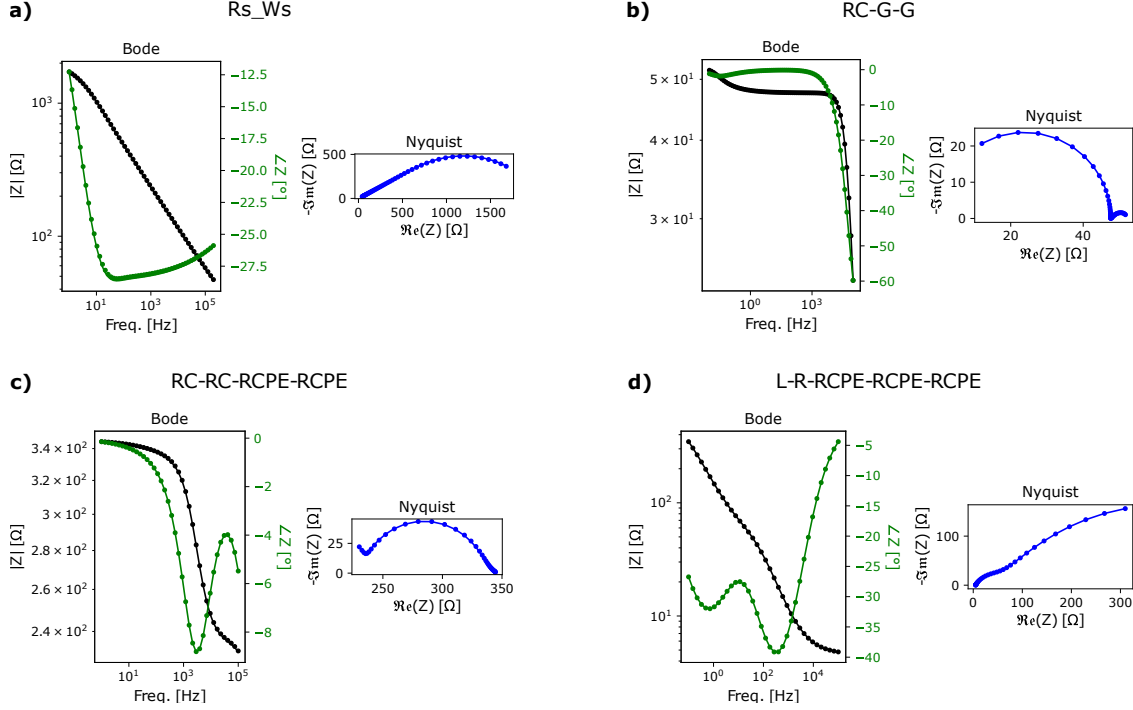 a)
Rs_Ws
Bode
10³
10²
|Z| [Ω]
−12.5
−15.0
−17.5
−20.0
−22.5
−25.0
−27.5
∠Z [°]
10¹
10³
10⁵
Freq. [Hz]
Nyquist
500
0
-ℑm(Z) [Ω]
0
500
1000
1500
ℜe(Z) [Ω]
b)
RC-G-G
Bode
5 × 10¹
4 × 10¹
3 × 10¹
|Z| [Ω]
0
−10
−20
−30
−40
−50
−60
∠Z [°]
10⁰
10³
Freq. [Hz]
Nyquist
20
10
0
-ℑm(Z) [Ω]
20
40
ℜe(Z) [Ω]
c)
RC-RC-RCPE-RCPE
Bode
3.4 × 10²
3.2 × 10²
3 × 10²
2.8 × 10²
2.6 × 10²
2.4 × 10²
|Z| [Ω]
0
−2
−4
−6
−8
∠Z [°]
10¹
10³
10⁵
Freq. [Hz]
Nyquist
25
0
-ℑm(Z) [Ω]
250
300
350
ℜe(Z) [Ω]
d)
L-R-RCPE-RCPE-RCPE
Bode
10²
10¹
|Z| [Ω]
−5
−10
−15
−20
−25
−30
−35
−40
∠Z [°]
10⁰
10²
10⁴
Freq. [Hz]
Nyquist
100
0
-ℑm(Z) [Ω]
0
100
200
300
ℜe(Z) [Ω]